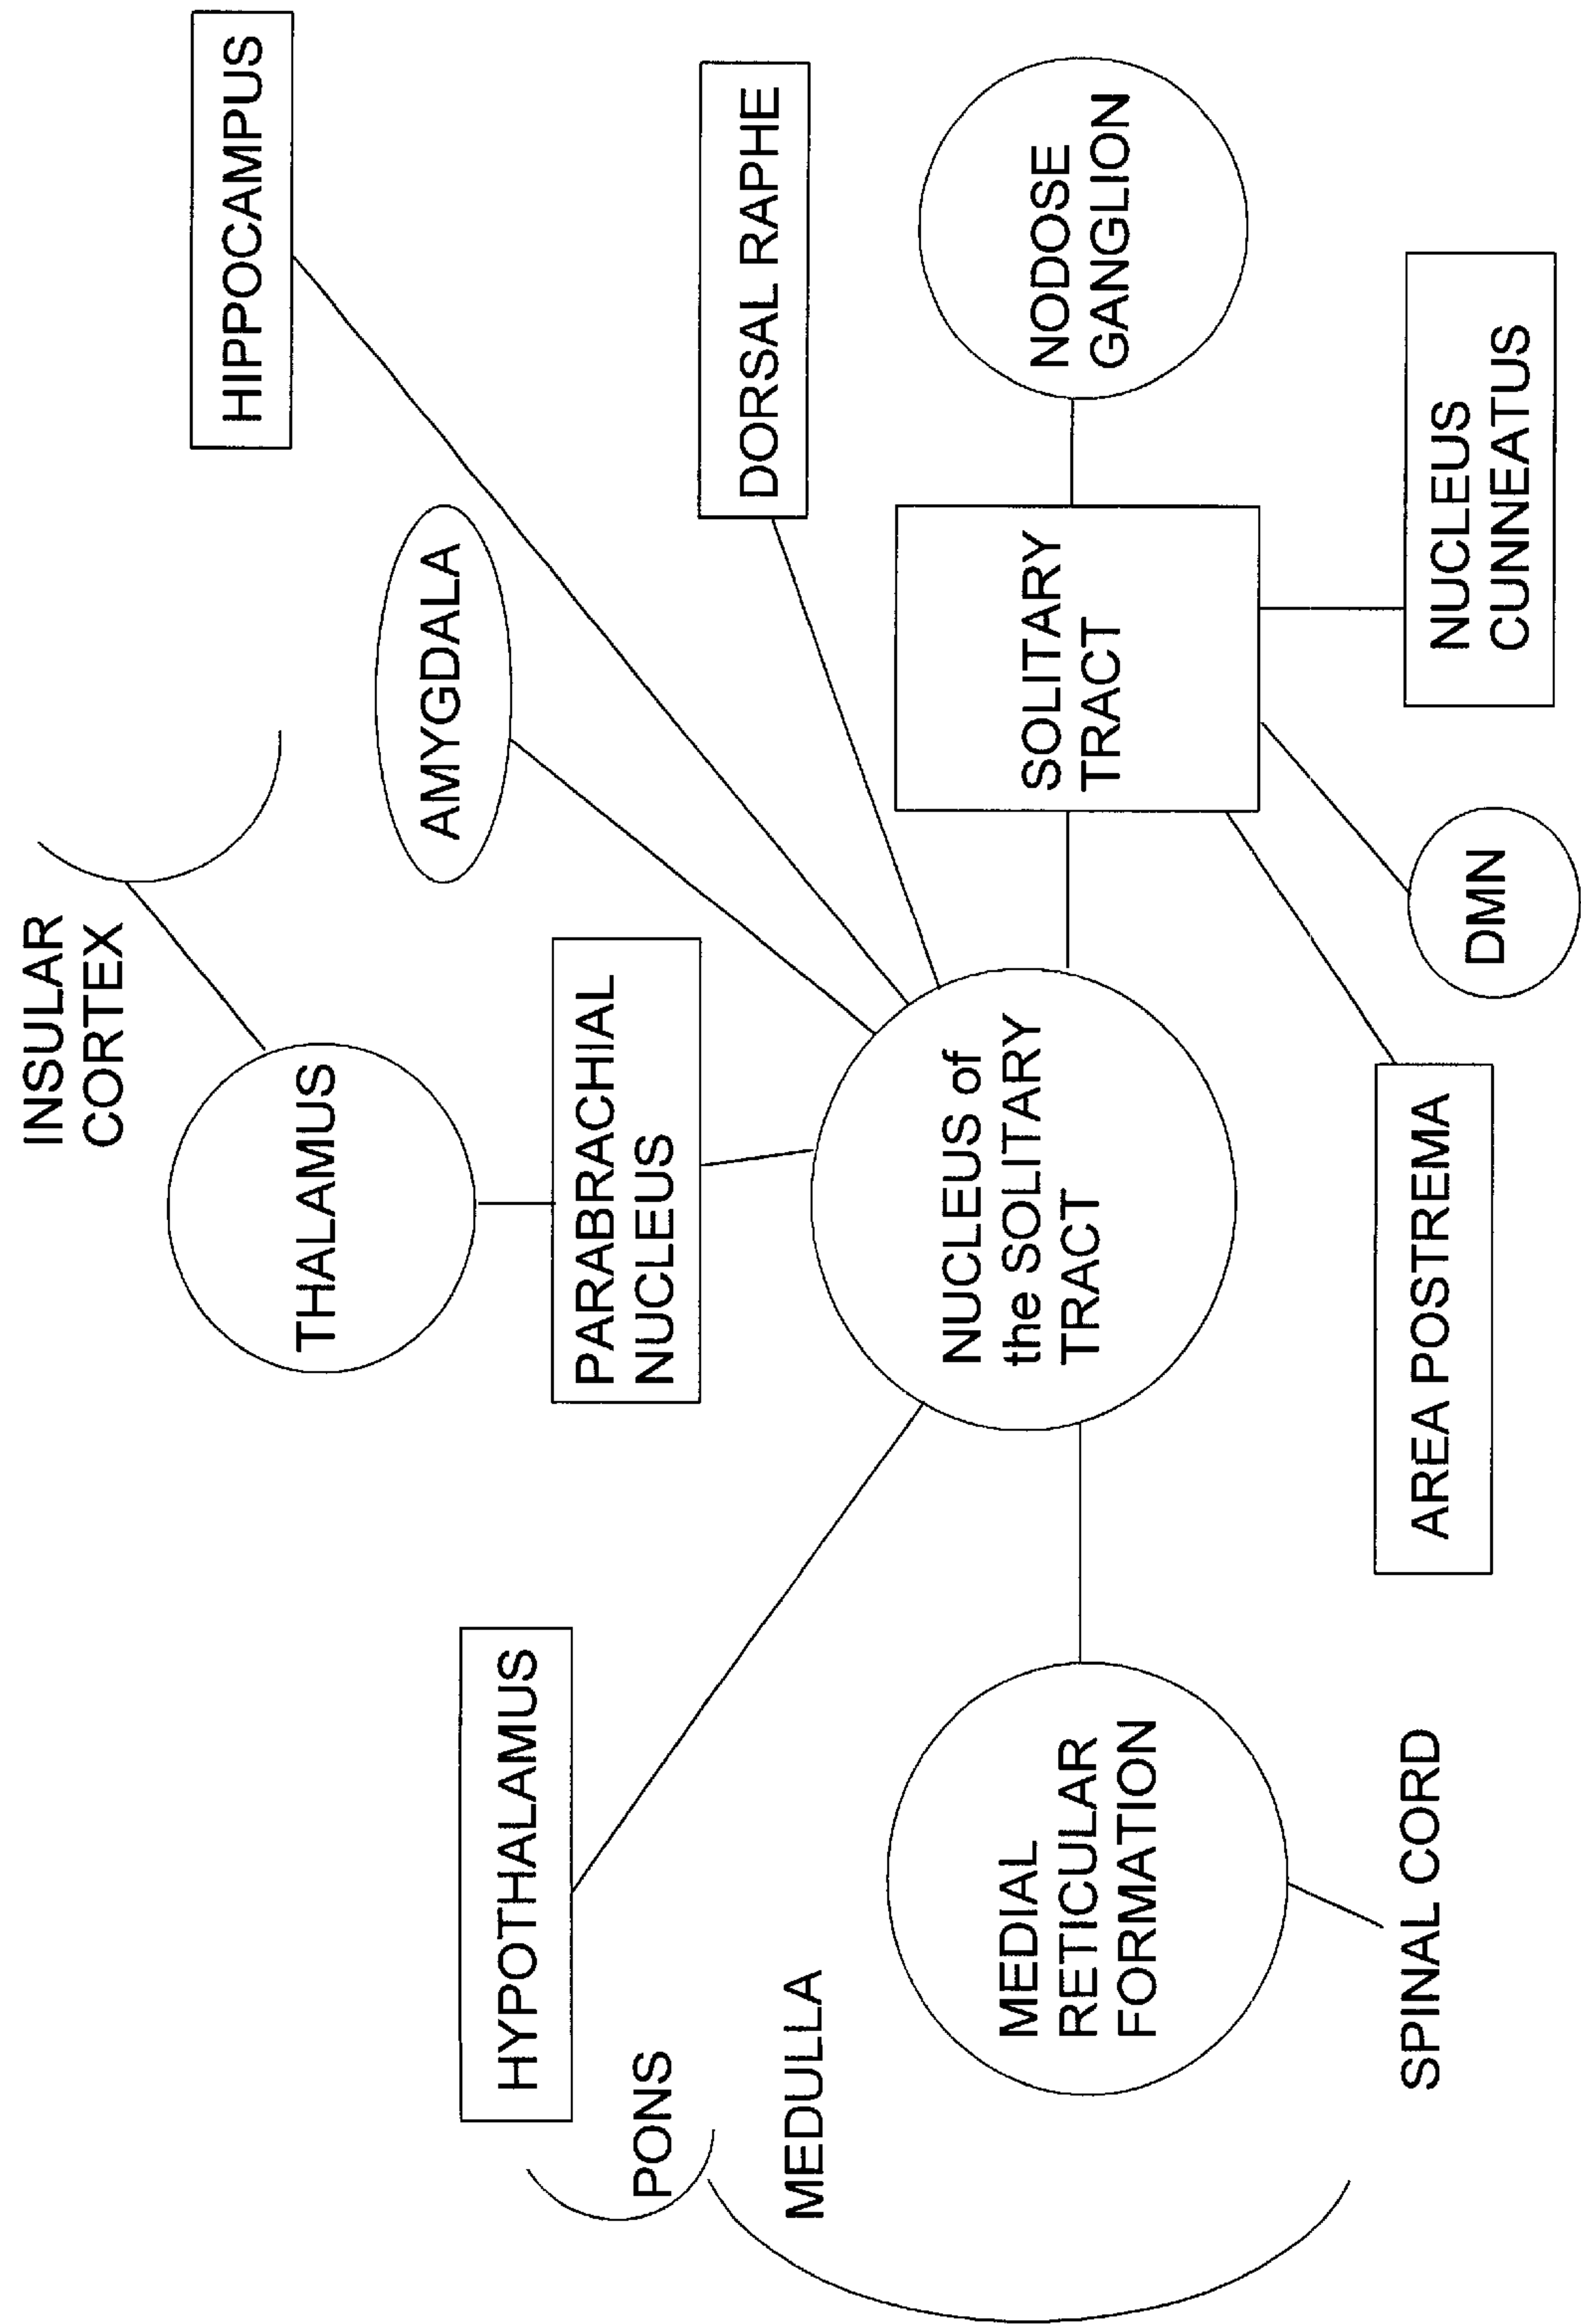 INSULAR
CORTEX
HIPPOCAMPUS
THALAMUS
AMYGDALA
HYPOTHALAMUS
PARABRACHIAL
NUCLEUS
DORSAL RAPHE
PONS
MEDULLA
NUCLEUS of
the SOLITARY
TRACT
SOLITARY
TRACT
NODOSE
GANGLION
MEDIAL
RETICULAR
FORMATION
SPINAL CORD
AREA POSTREMA
DMN
NUCLEUS
CUNNEATUS